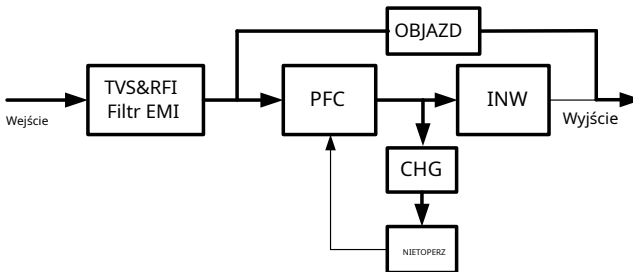 OBJAZD
TVS&RFI
Filtr EMI
PFC
INW
Wejście
Wyjście
CHG
NIETOPERZ